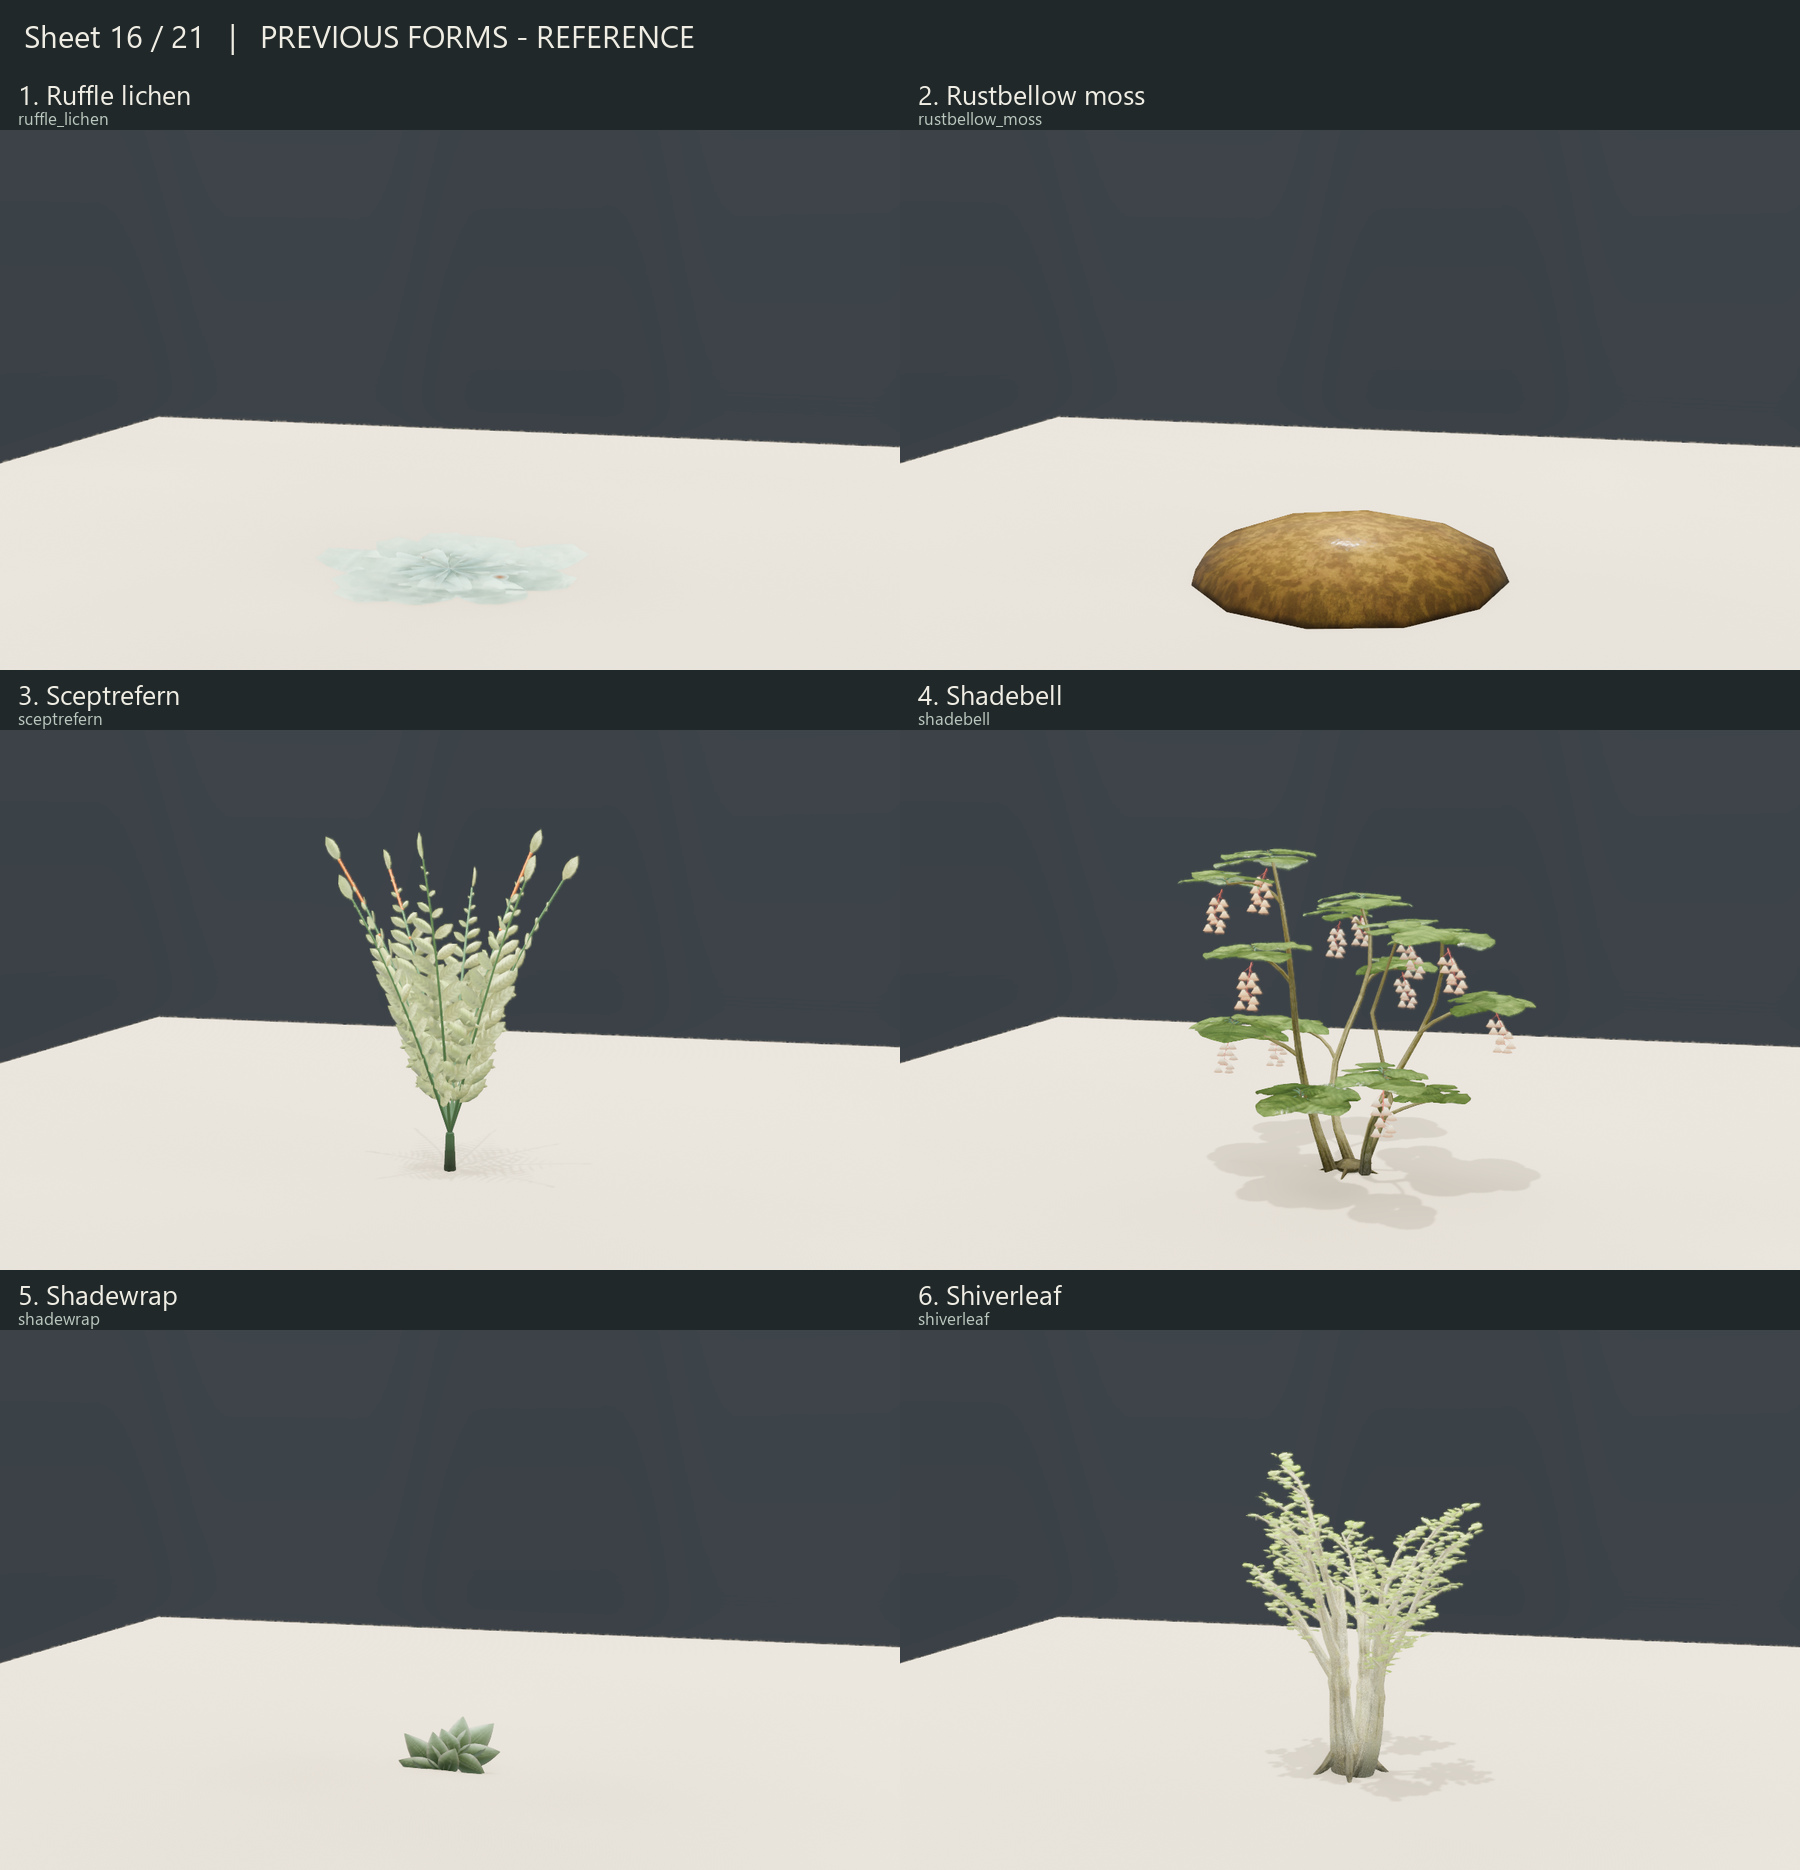 Sheet 16 / 21 | PREVIOUS FORMS - REFERENCE
1. Ruffle lichen
ruffle_lichen
2. Rustbellow moss
rustbellow_moss
3. Sceptrefern
sceptrefern
4. Shadebell
shadebell
5. Shadewrap
shadewrap
6. Shiverleaf
shiverleaf